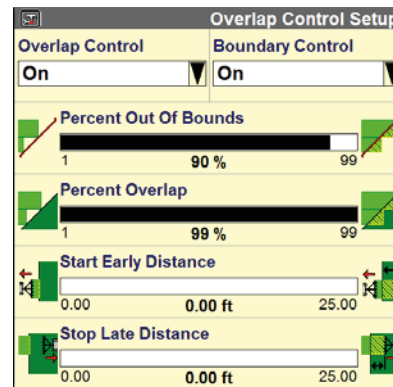 Overlap Control Setup
Overlap Control Boundary Control
On On
Percent Out Of Bounds
1 90 % 99
Percent Overlap
1 99 % 99
Start Early Distance
0.00 0.00 ft 25.00
Stop Late Distance
0.00 0.00 ft 25.00